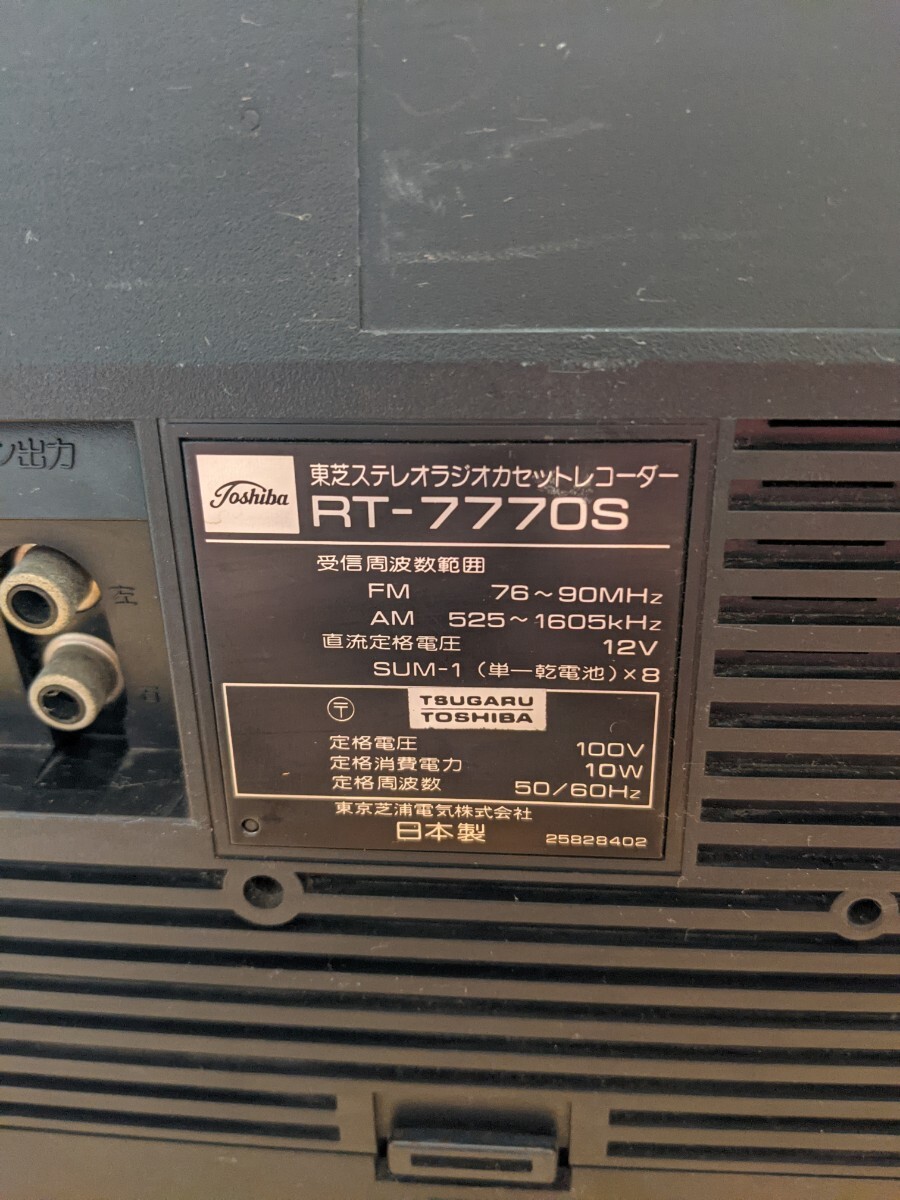 ン出力
左
右
Toshiba
東芝ステレオラジオカセットレコーダー
RT-7770S
受信周波数範囲
FM 76~90MHz
AM 525~1605kHz
直流定格電圧 12V
SUM-1(単一乾電池)×8
〒 TSUGARU
TOSHIBA
定格電圧 100V
定格消費電力 10W
定格周波数 50/60Hz
東京芝浦電気株式会社
日本製 25828402